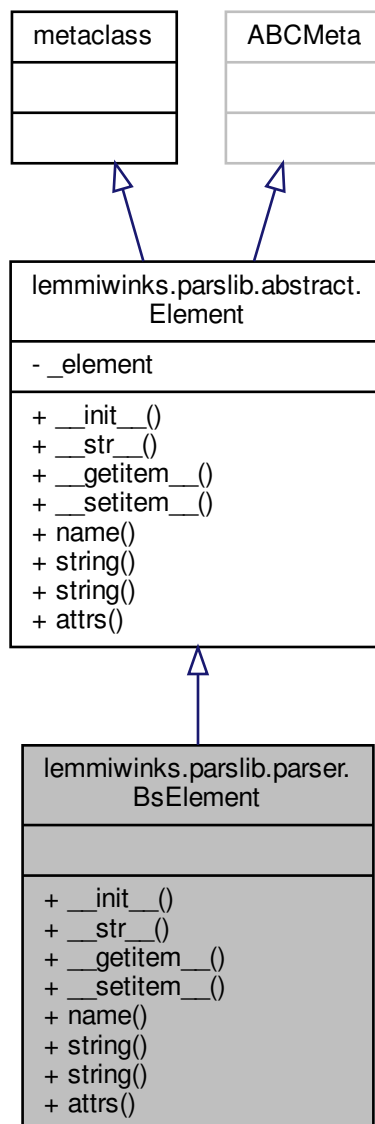 metaclass
ABCMeta
lemmiwinks.parslib.abstract.
Element
- _element
+ __init__()
+ __str__()
+ __getitem__()
+ __setitem__()
+ name()
+ string()
+ string()
+ attrs()
lemmiwinks.parslib.parser.
BsElement
+ __init__()
+ __str__()
+ __getitem__()
+ __setitem__()
+ name()
+ string()
+ string()
+ attrs()